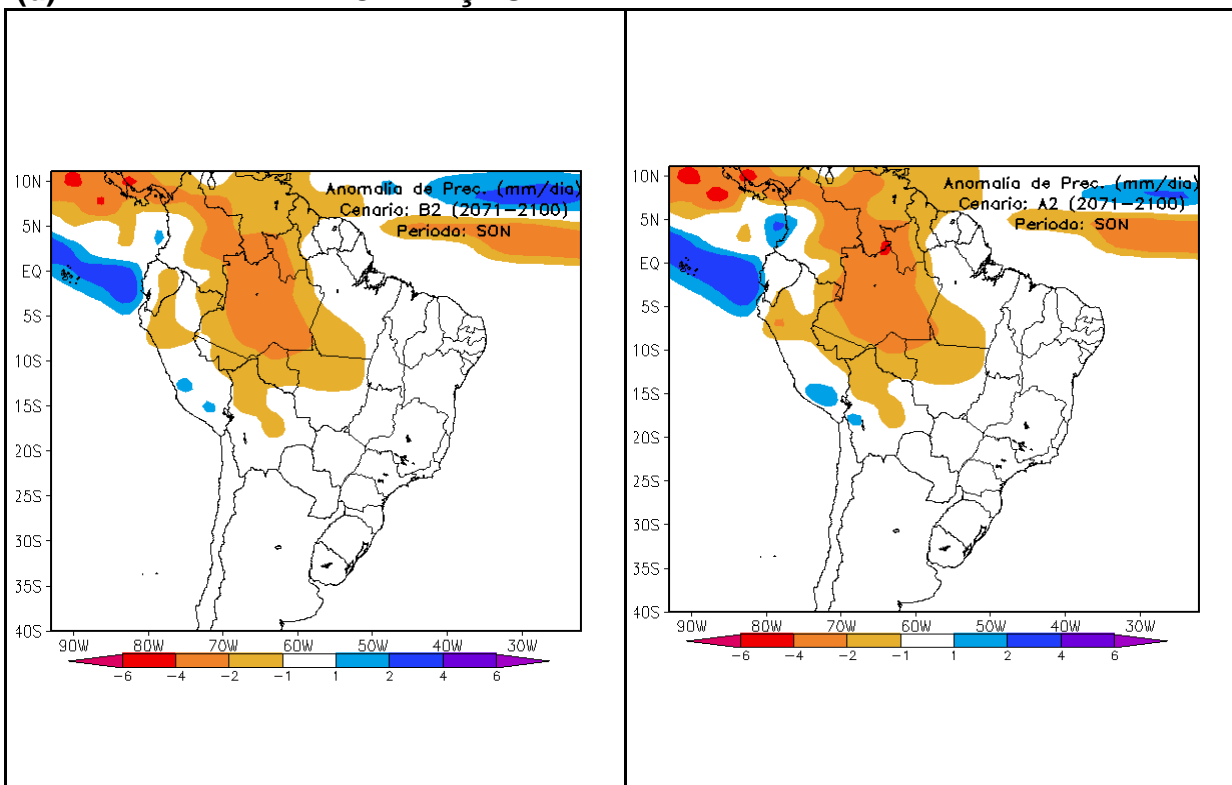 (a)
Anomalia de Prec. (mm/dia)
Cenario: B2 (2071-2100)
Periodo: SON
10N
5N
EQ
5S
10S
15S
20S
25S
30S
35S
40S
90W 80W 70W 60W 50W 40W 30W
-6 -4 -2 -1 1 2 4 6
Anomalia de Prec. (mm/dia)
Cenario: A2 (2071-2100)
Periodo: SON
10N
5N
EQ
5S
10S
15S
20S
25S
30S
35S
40S
90W 80W 70W 60W 50W 40W 30W
-6 -4 -2 -1 1 2 4 6